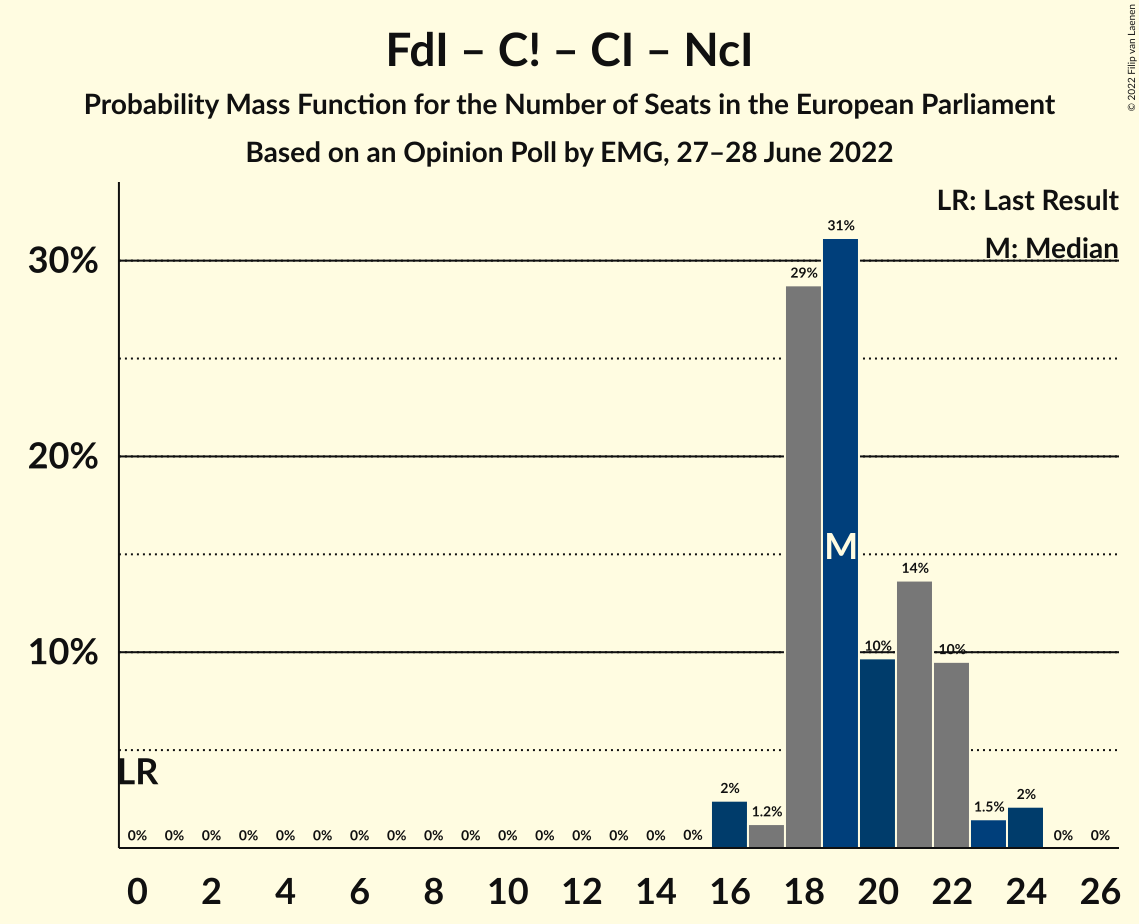 FdI – C! – CI – NcI
Probability Mass Function for the Number of Seats in the European Parliament
Based on an Opinion Poll by EMG, 27–28 June 2022
© 2022 Filip van Laenen
LR: Last Result
M: Median
30%
20%
10%
LR
M
0% 0% 0% 0% 0% 0% 0% 0% 0% 0% 0% 0% 0% 0% 0% 0% 2% 1.2% 29% 31% 10% 14% 10% 1.5% 2% 0% 0%
0 2 4 6 8 10 12 14 16 18 20 22 24 26